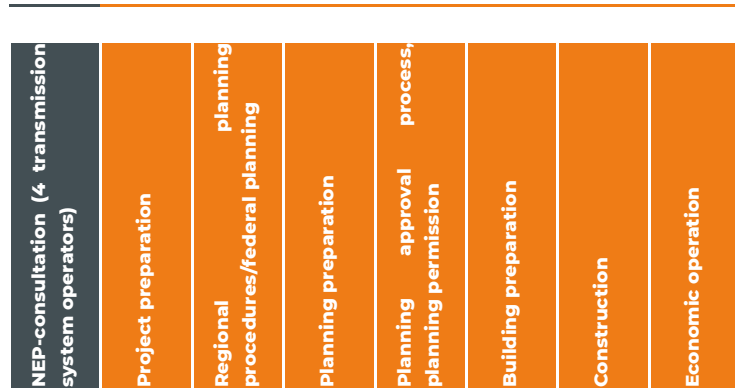 NEP-consultation (4 transmission
system operators)
Project preparation
Regional planning
procedures/federal planning
Planning preparation
Planning approval process,
planning permission
Building preparation
Construction
Economic operation